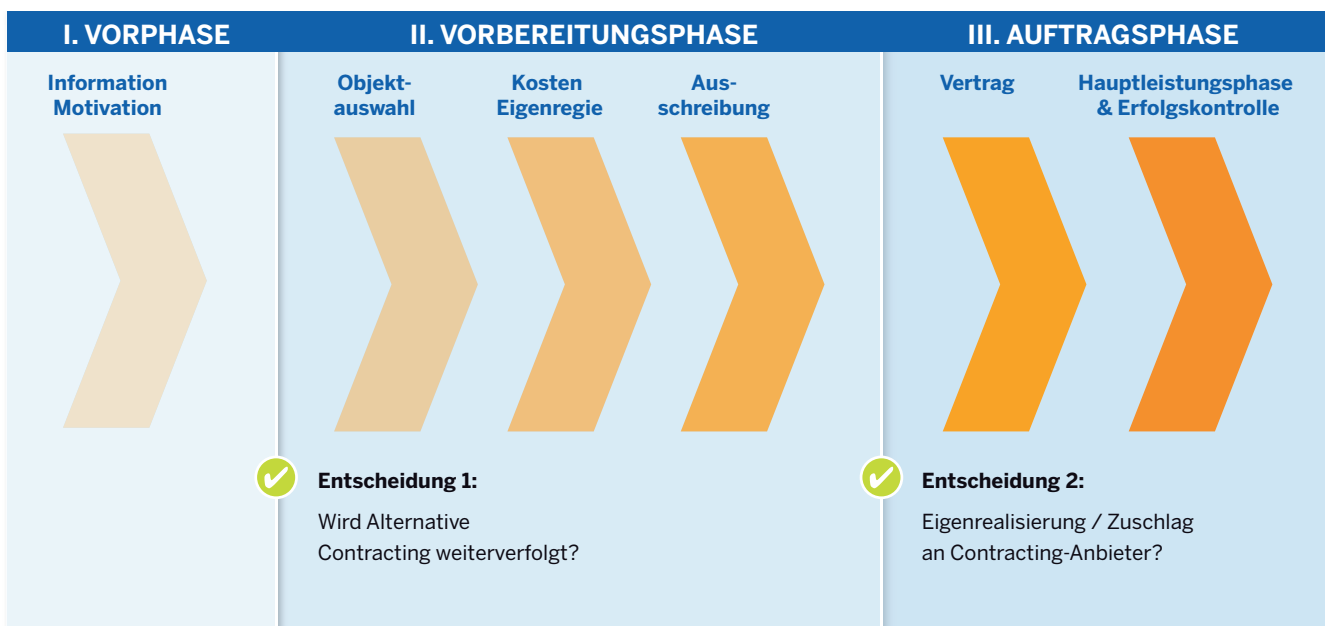 I. VORPHASE
II. VORBEREITUNGSPHASE
III. AUFTRAGSPHASE
Information
Motivation
Objekt-
auswahl
Kosten
Eigenregie
Aus-
schreibung
Vertrag
Hauptleistungsphase
& Erfolgskontrolle
Entscheidung 1:
Wird Alternative
Contracting weiterverfolgt?
Entscheidung 2:
Eigenrealisierung / Zuschlag
an Contracting-Anbieter?